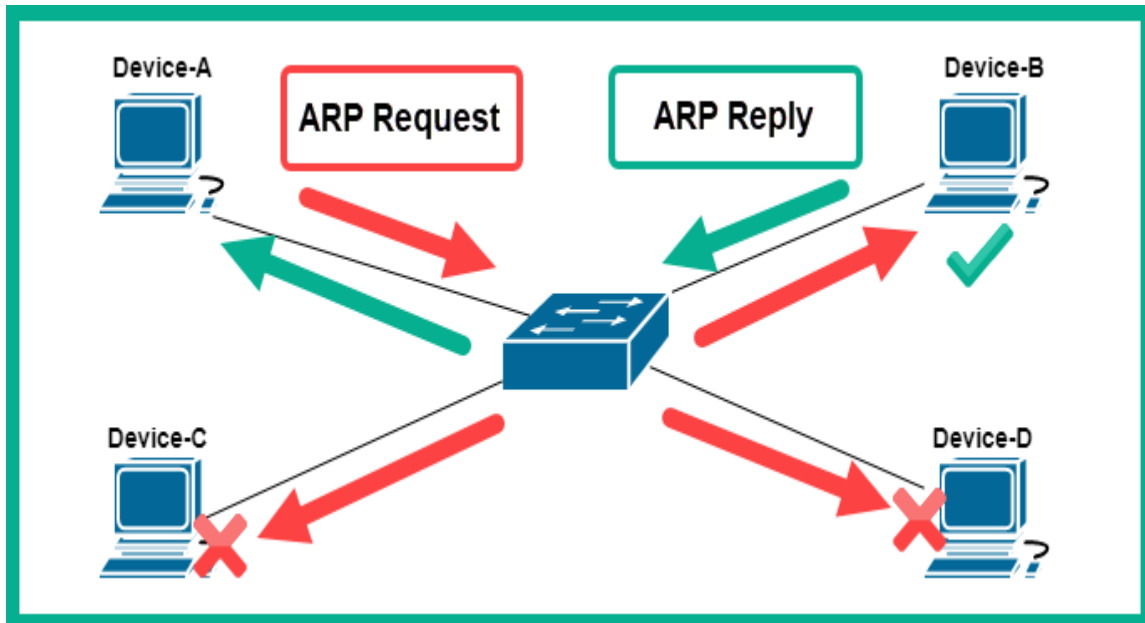 Device-A
ARP Request
ARP Reply
Device-B
Device-C
Device-D